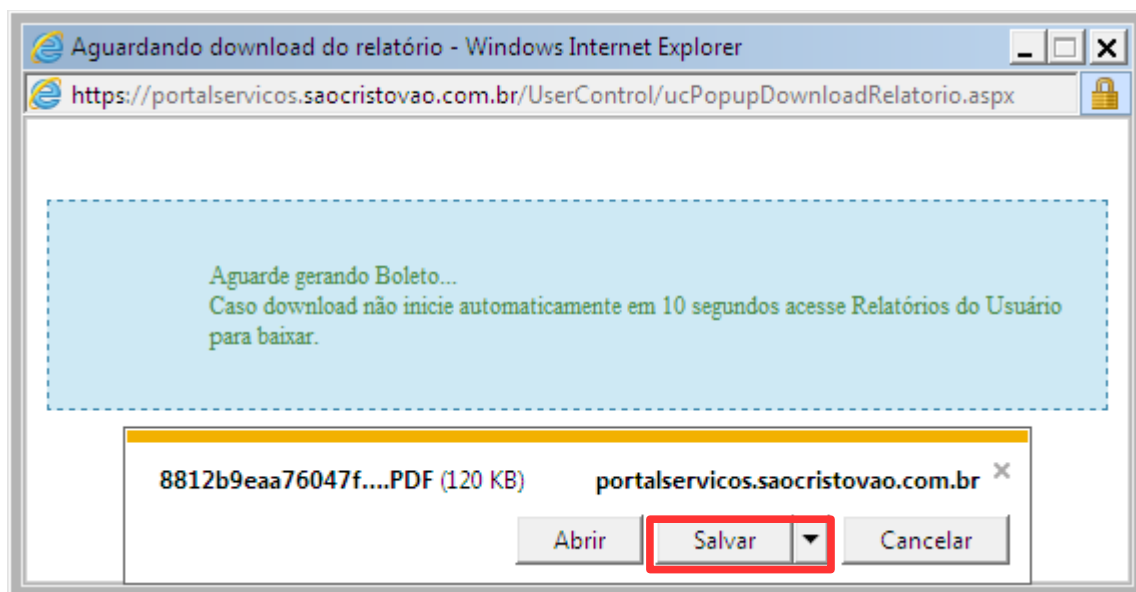 Aguardando download do relatório - Windows Internet Explorer
https://portalservicos.saocristovao.com.br/UserControl/ucPopupDownloadRelatorio.aspx
Aguarde gerando Boleto...
Caso download não inicie automaticamente em 10 segundos acesse Relatórios do Usuário
para baixar.
8812b9eaa76047f....PDF (120 KB) portalservicos.saocristovao.com.br
Abrir Salvar Cancelar